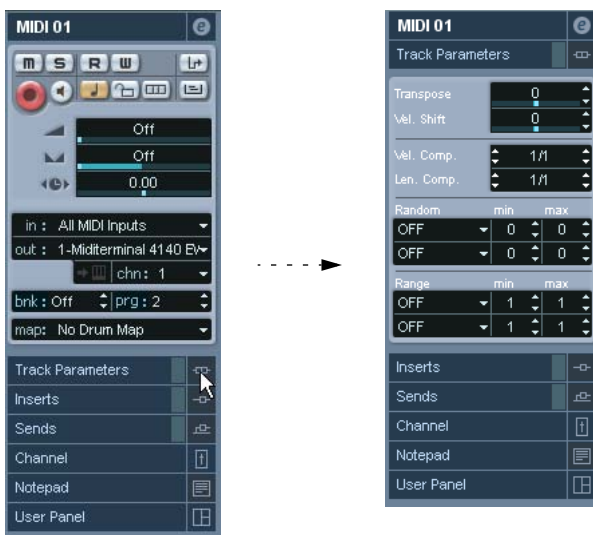 MIDI 01 e
M S R W
Off
Off
0.00
in : All MIDI Inputs
out : 1-Miditerminal 4140 Ev
chn : 1
bnk : Off prg : 2
map: No Drum Map
Track Parameters
Inserts
Sends
Channel
Notepad
User Panel
MIDI 01 e
Track Parameters
Transpose 0
Vel. Shift 0
Vel. Comp. 1/1
Len. Comp. 1/1
Random min max
OFF 0 0
OFF 0 0
Range min max
OFF 1 1
OFF 1 1
Inserts
Sends
Channel
Notepad
User Panel